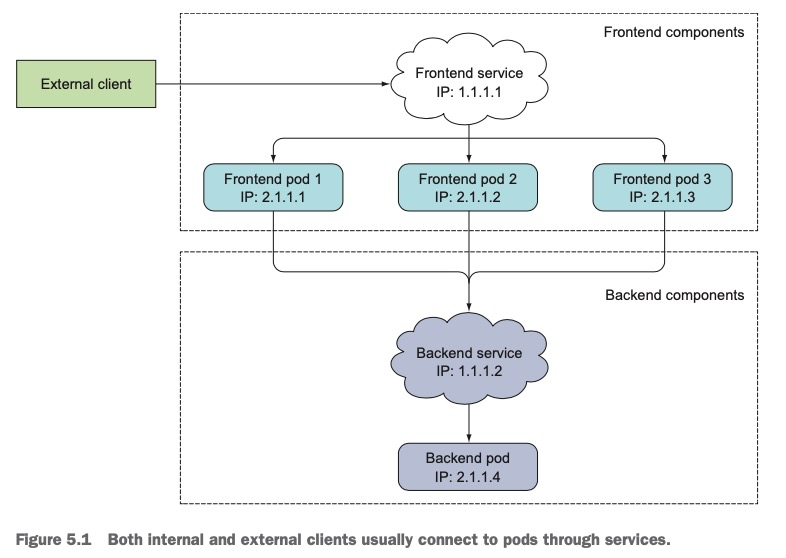 Frontend components
External client
Frontend service
IP: 1.1.1.1
Frontend pod 1
IP: 2.1.1.1
Frontend pod 2
IP: 2.1.1.2
Frontend pod 3
IP: 2.1.1.3
Backend components
Backend service
IP: 1.1.1.2
Backend pod
IP: 2.1.1.4
Figure 5.1 Both internal and external clients usually connect to pods through services.